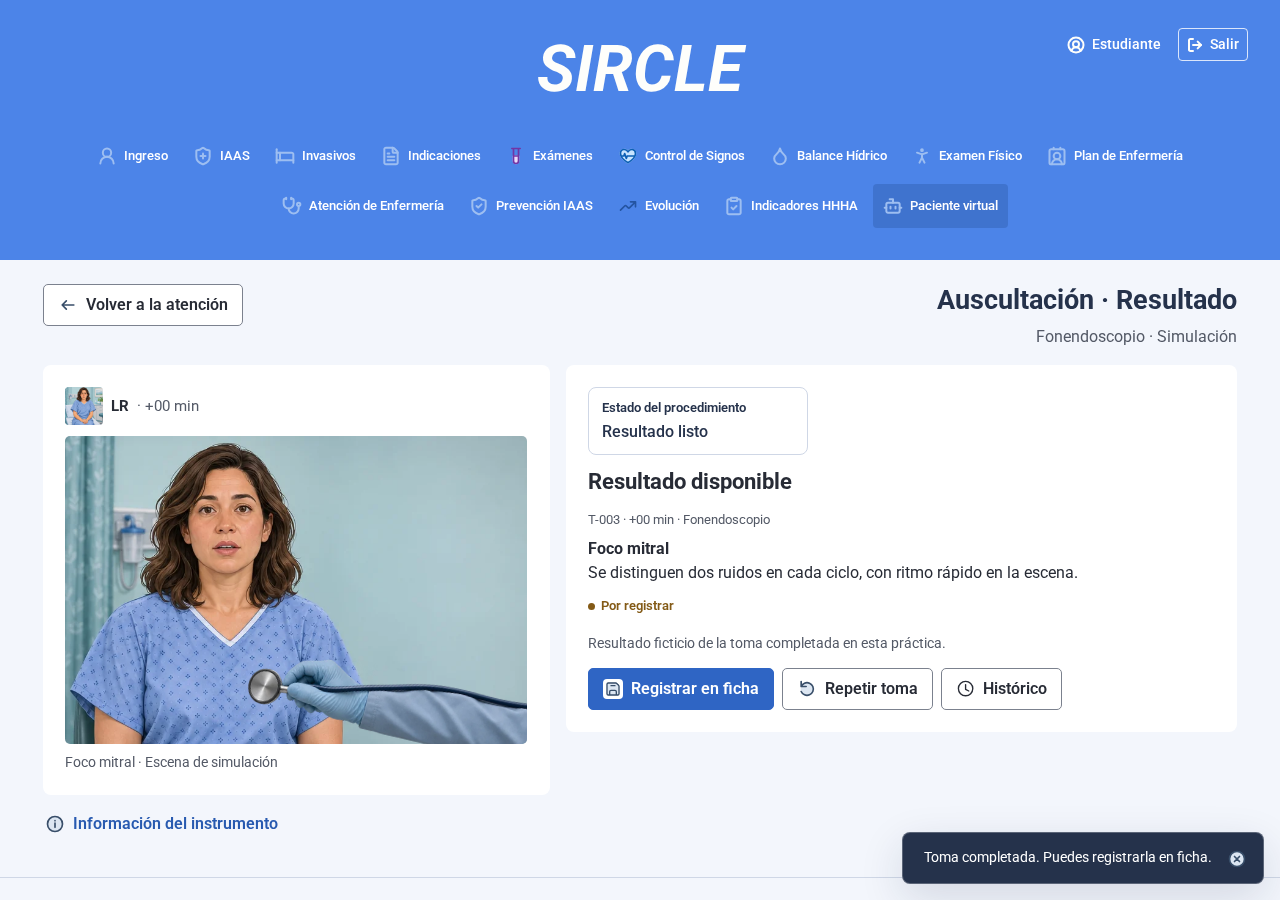 SIRCLE
Estudiante
Salir
Ingreso
IAAS
Invasivos
Indicaciones
Exámenes
Control de Signos
Balance Hídrico
Examen Físico
Plan de Enfermería
Atención de Enfermería
Prevención IAAS
Evolución
Indicadores HHHA
Paciente virtual
Volver a la atención
Auscultación · Resultado
Fonendoscopio · Simulación
LR · +00 min
Foco mitral · Escena de simulación
Información del instrumento
Estado del procedimiento
Resultado listo
Resultado disponible
T-003 · +00 min · Fonendoscopio
Foco mitral
Se distinguen dos ruidos en cada ciclo, con ritmo rápido en la escena.
Por registrar
Resultado ficticio de la toma completada en esta práctica.
Registrar en ficha
Repetir toma
Histórico
Toma completada. Puedes registrarla en ficha.